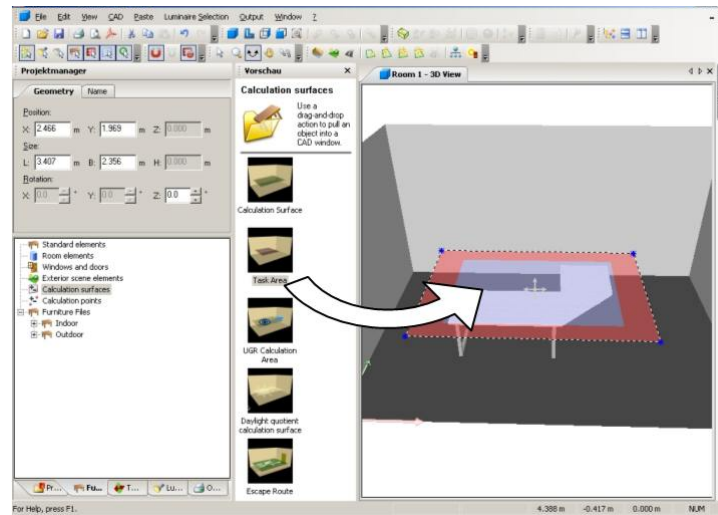 File Edit View CAD Paste Luminaire Selection Output Window ?
Projektmanager
Geometry Name
Position:
X: 2.466 m Y: 1.969 m Z: 0.000 m
Size:
L: 3.407 m B: 2.356 m H: 0.000 m
Rotation:
X: 0.0 ° Y: 0.0 ° Z: 0.0 °
Standard elements
Room elements
Windows and doors
Exterior scene elements
Calculation surfaces
Calculation points
Furniture Files
Indoor
Outdoor
Pr... Fu... T... Lu... O...
Vorschau X
Calculation surfaces
Use a
drag-and-drop
action to pull an
object into a
CAD window.
Calculation Surface
Task Area
UGR Calculation
Area
Daylight quotient
calculation surface
Escape Route
Room 1 - 3D View
For Help, press F1.
4.388 m -0.417 m 0.000 m NUM